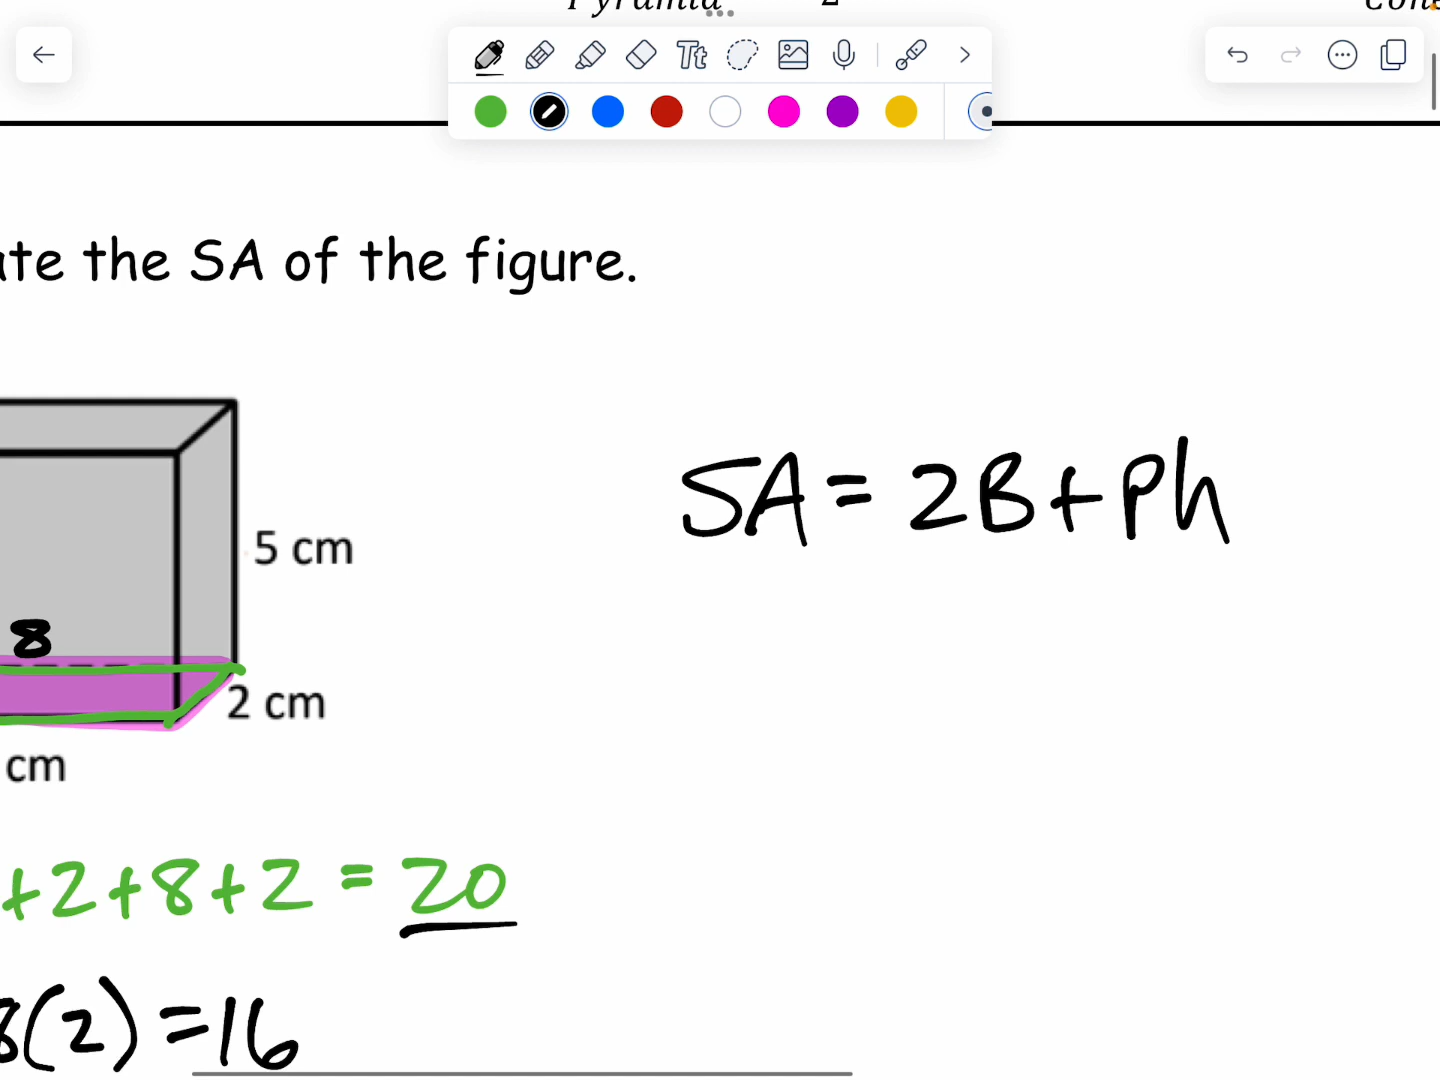 Tt
ate the SA of the figure.
SA = 2B + Ph
5 cm
8
2 cm
cm
+2+8+2 = 20
8(2) = 16